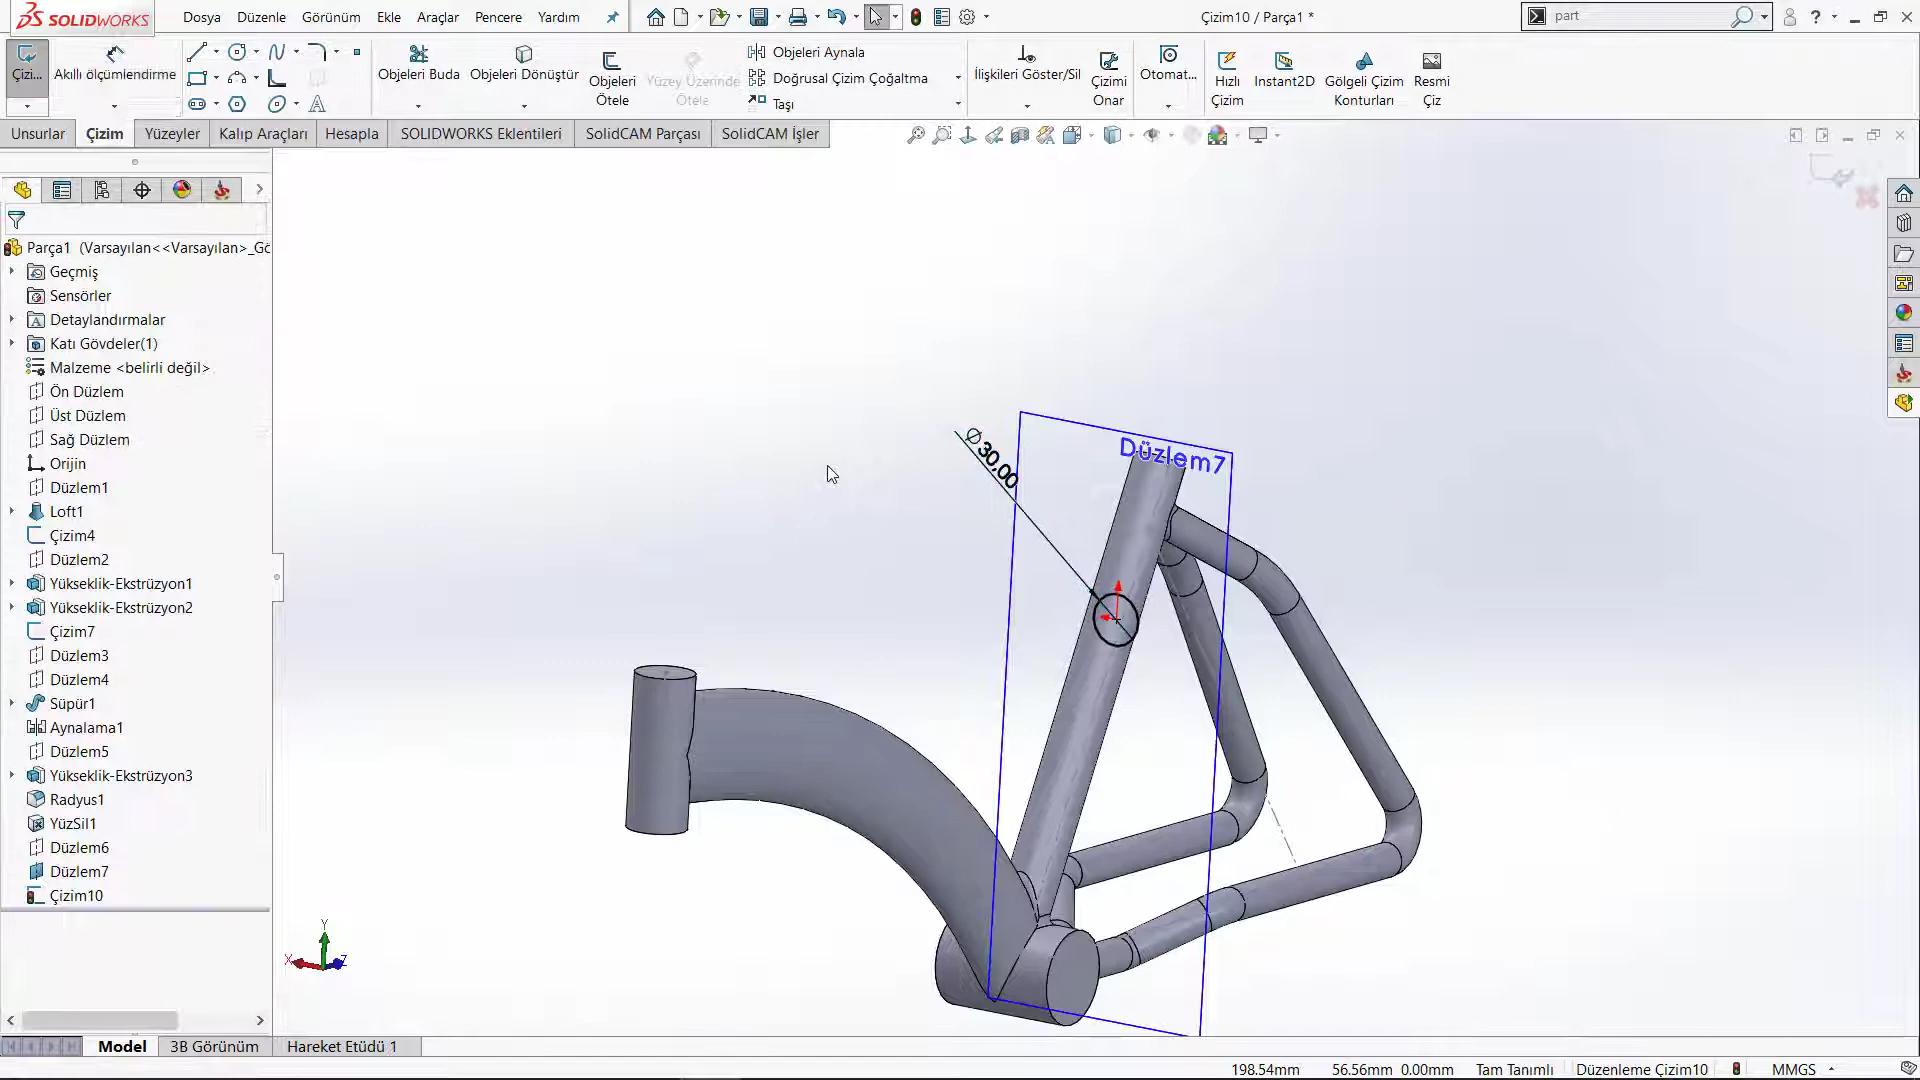 SOLIDWORKS
Dosya Düzenle Görünüm Ekle Araçlar Pencere Yardım
Çizim10 / Parça1 *
part
Çizi...
Akıllı ölçümlendirme
Objeleri Buda
Objeleri Dönüştür
Objeleri Ötele
Yüzey Üzerinde Ötele
Objeleri Aynala
Doğrusal Çizim Çoğaltma
Taşı
İlişkileri Göster/Sil
Çizimi Onar
Otomat...
Hızlı Çizim
Instant2D
Gölgeli Çizim Konturları
Resmi Çiz
Unsurlar Çizim Yüzeyler Kalıp Araçları Hesapla SOLIDWORKS Eklentileri SolidCAM Parçası SolidCAM İşler
Parça1 (Varsayılan<<Varsayılan>_Gö
Geçmiş
Sensörler
Detaylandırmalar
Katı Gövdeler(1)
Malzeme <belirli değil>
Ön Düzlem
Üst Düzlem
Sağ Düzlem
Orijin
Düzlem1
Loft1
Çizim4
Düzlem2
Yükseklik-Ekstrüzyon1
Yükseklik-Ekstrüzyon2
Çizim7
Düzlem3
Düzlem4
Süpür1
Aynalama1
Düzlem5
Yükseklik-Ekstrüzyon3
Radyus1
YüzSil1
Düzlem6
Düzlem7
Çizim10
Ø30,00
Düzlem7
Y
X
Z
Model 3B Görünüm Hareket Etüdü 1
198.54mm 56.56mm 0.00mm Tam Tanımlı Düzenleme Çizim10 MMGS